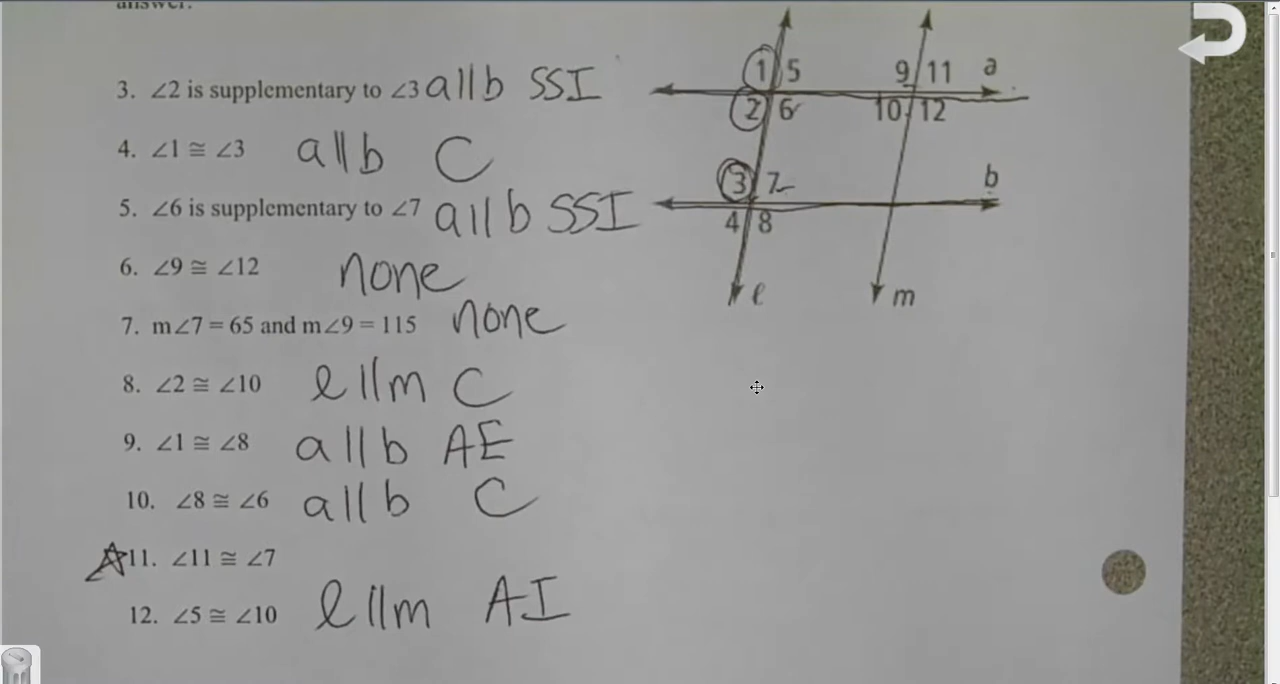 answer.
3. ∠2 is supplementary to ∠3 a||b SSI
4. ∠1 ≅ ∠3 a||b C
5. ∠6 is supplementary to ∠7 a||b SSI
6. ∠9 ≅ ∠12 none
7. m∠7 = 65 and m∠9 = 115 none
8. ∠2 ≅ ∠10 l||m C
9. ∠1 ≅ ∠8 a||b AE
10. ∠8 ≅ ∠6 a||b C
11. ∠11 ≅ ∠7
12. ∠5 ≅ ∠10 l||m AI
1 5 9 11 a
2 6 10 12
3 7 b
4 8
l m